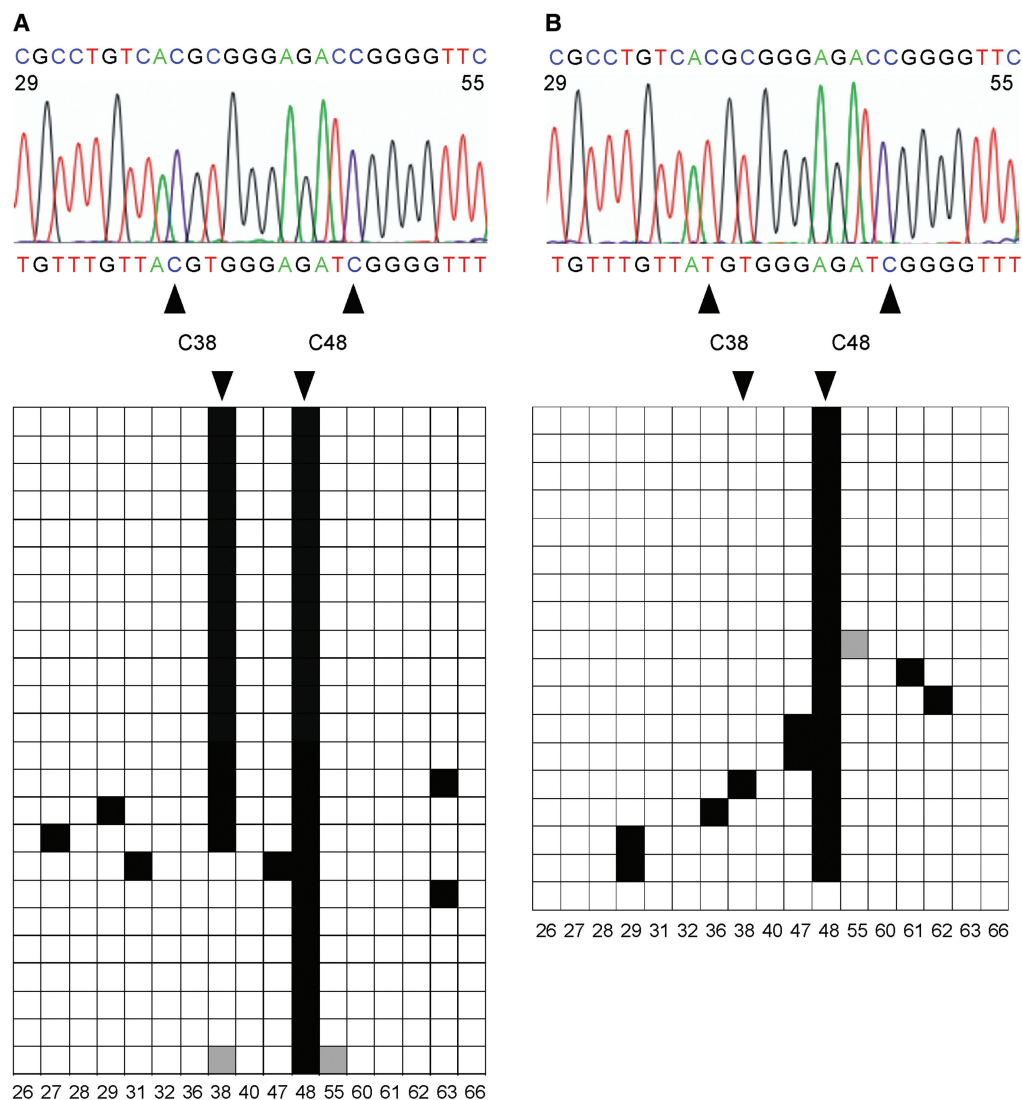 A
CGCCTGTCACGCGGGAGACCGGGGTTC
29 55
TGTTTGTTACGTGGGAGATCGGGGTTT
C38 C48
26 27 28 29 31 32 36 38 40 47 48 55 60 61 62 63 66
B
CGCCTGTCACGCGGGAGACCGGGGTTC
29 55
TGTTTGTTATGTGGGAGATCGGGGTTT
C38 C48
26 27 28 29 31 32 36 38 40 47 48 55 60 61 62 63 66